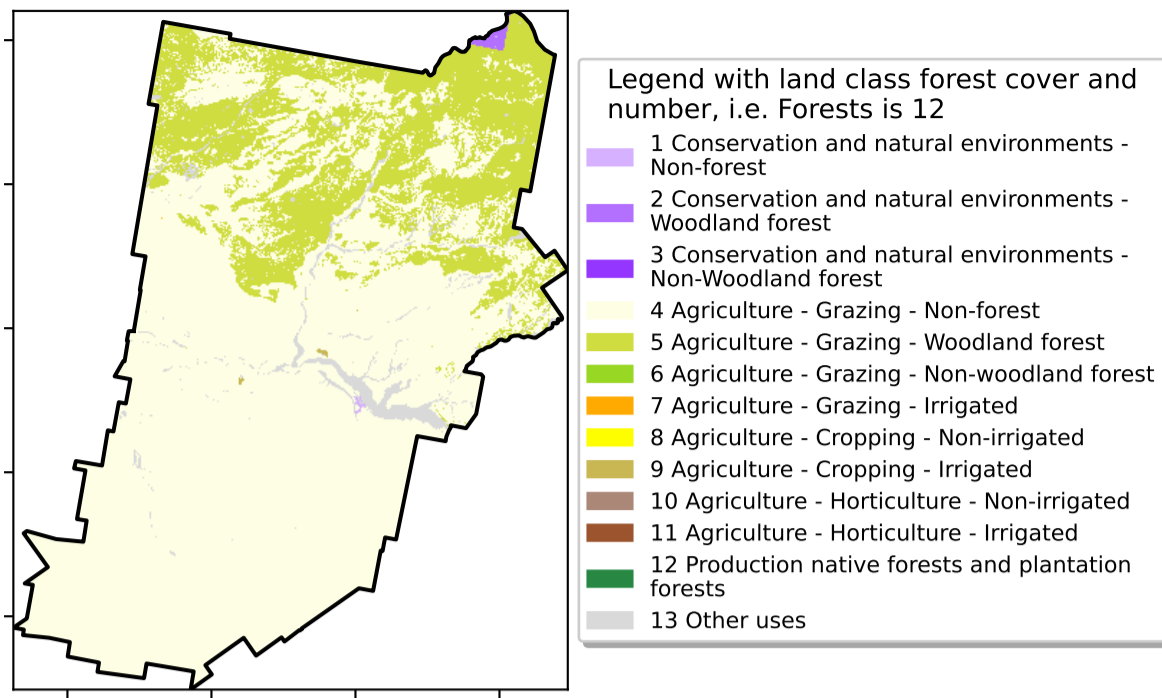 Legend with land class forest cover and
number, i.e. Forests is 12
1 Conservation and natural environments -
Non-forest
2 Conservation and natural environments -
Woodland forest
3 Conservation and natural environments -
Non-Woodland forest
4 Agriculture - Grazing - Non-forest
5 Agriculture - Grazing - Woodland forest
6 Agriculture - Grazing - Non-woodland forest
7 Agriculture - Grazing - Irrigated
8 Agriculture - Cropping - Non-irrigated
9 Agriculture - Cropping - Irrigated
10 Agriculture - Horticulture - Non-irrigated
11 Agriculture - Horticulture - Irrigated
12 Production native forests and plantation
forests
13 Other uses